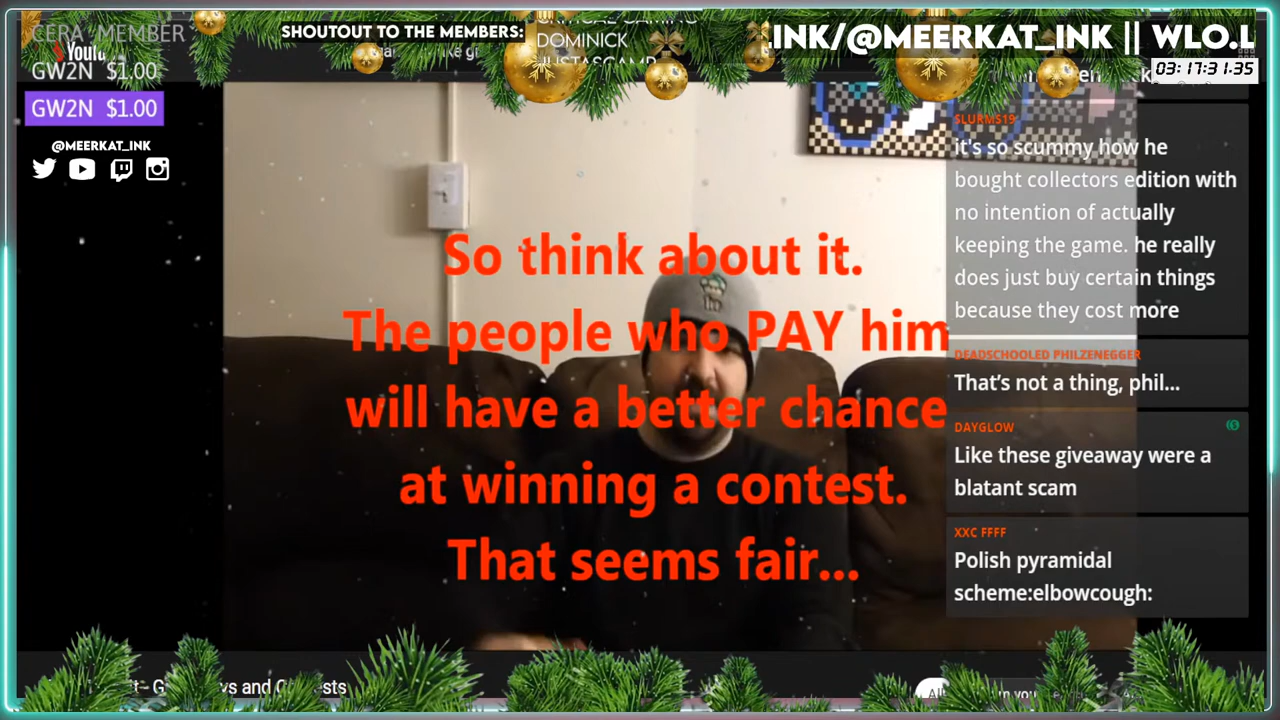 CERA MEMBER
YouTu
GW2N $1.00
GW2N $1.00
@MEERKAT_INK
SHOUTOUT TO THE MEMBERS:
CRITICAL GAMING
DOMINICK
JUSTASCAMP
INK/@MEERKAT_INK || WLO.L
03:17:31.35
So think about it.
The people who PAY him
will have a better chance
at winning a contest.
That seems fair...
SLURMS19
it's so scummy how he
bought collectors edition with
no intention of actually
keeping the game. he really
does just buy certain things
because they cost more
DEADSCHOOLED PHILZENEGGER
That's not a thing, phil...
DAYGLOW
Like these giveaway were a
blatant scam
XXC FFFF
Polish pyramidal
scheme:elbowcough: